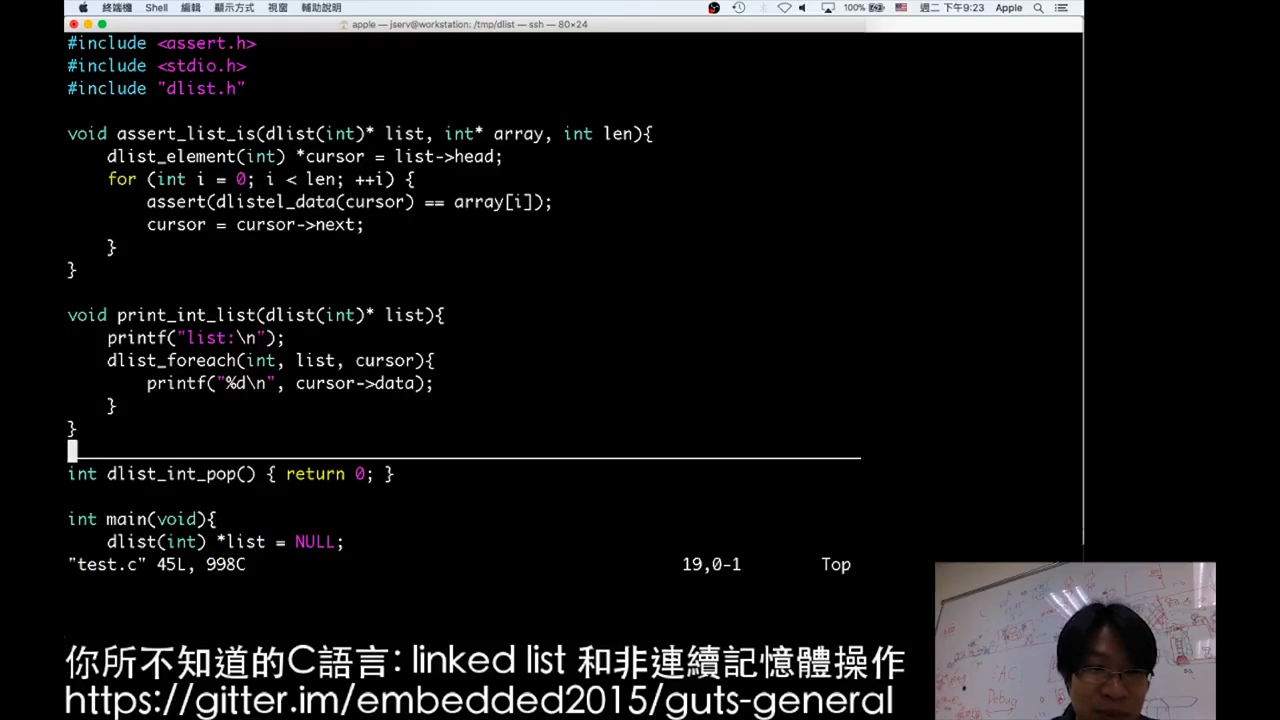 終端機 Shell 編輯 顯示方式 視窗 輔助說明 100% 週二 下午9:23 Apple
apple — jserv@workstation: /tmp/dlist — ssh — 80×24
#include <assert.h>
#include <stdio.h>
#include "dlist.h"
void assert_list_is(dlist(int)* list, int* array, int len){
    dlist_element(int) *cursor = list->head;
    for (int i = 0; i < len; ++i) {
        assert(dlistel_data(cursor) == array[i]);
        cursor = cursor->next;
    }
}
void print_int_list(dlist(int)* list){
    printf("list:\n");
    dlist_foreach(int, list, cursor){
        printf("%d\n", cursor->data);
    }
}
int dlist_int_pop() { return 0; }
int main(void){
    dlist(int) *list = NULL;
"test.c" 45L, 998C 19,0-1 Top
你所不知道的C語言: linked list 和非連續記憶體操作
https://gitter.im/embedded2015/guts-general
AC
Debug